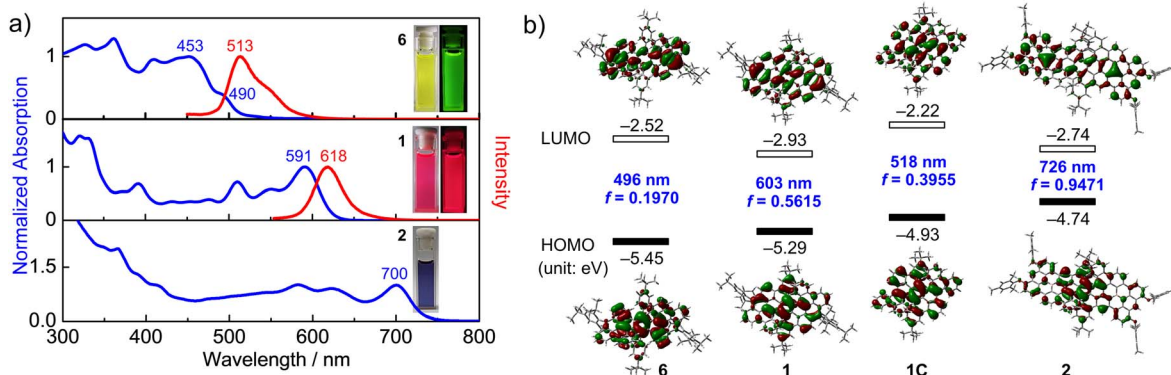 a)
6
453
513
490
1
0
1
591
618
1
0
2
700
1.5
0.0
300
400
500
600
700
800
Normalized Absorption
Intensity
Wavelength / nm
b)
LUMO
−2.52
−2.93
−2.22
−2.74
496 nm
f = 0.1970
603 nm
f = 0.5615
518 nm
f = 0.3955
726 nm
f = 0.9471
HOMO
(unit: eV)
−5.45
−5.29
−4.93
−4.74
6
1
1C
2